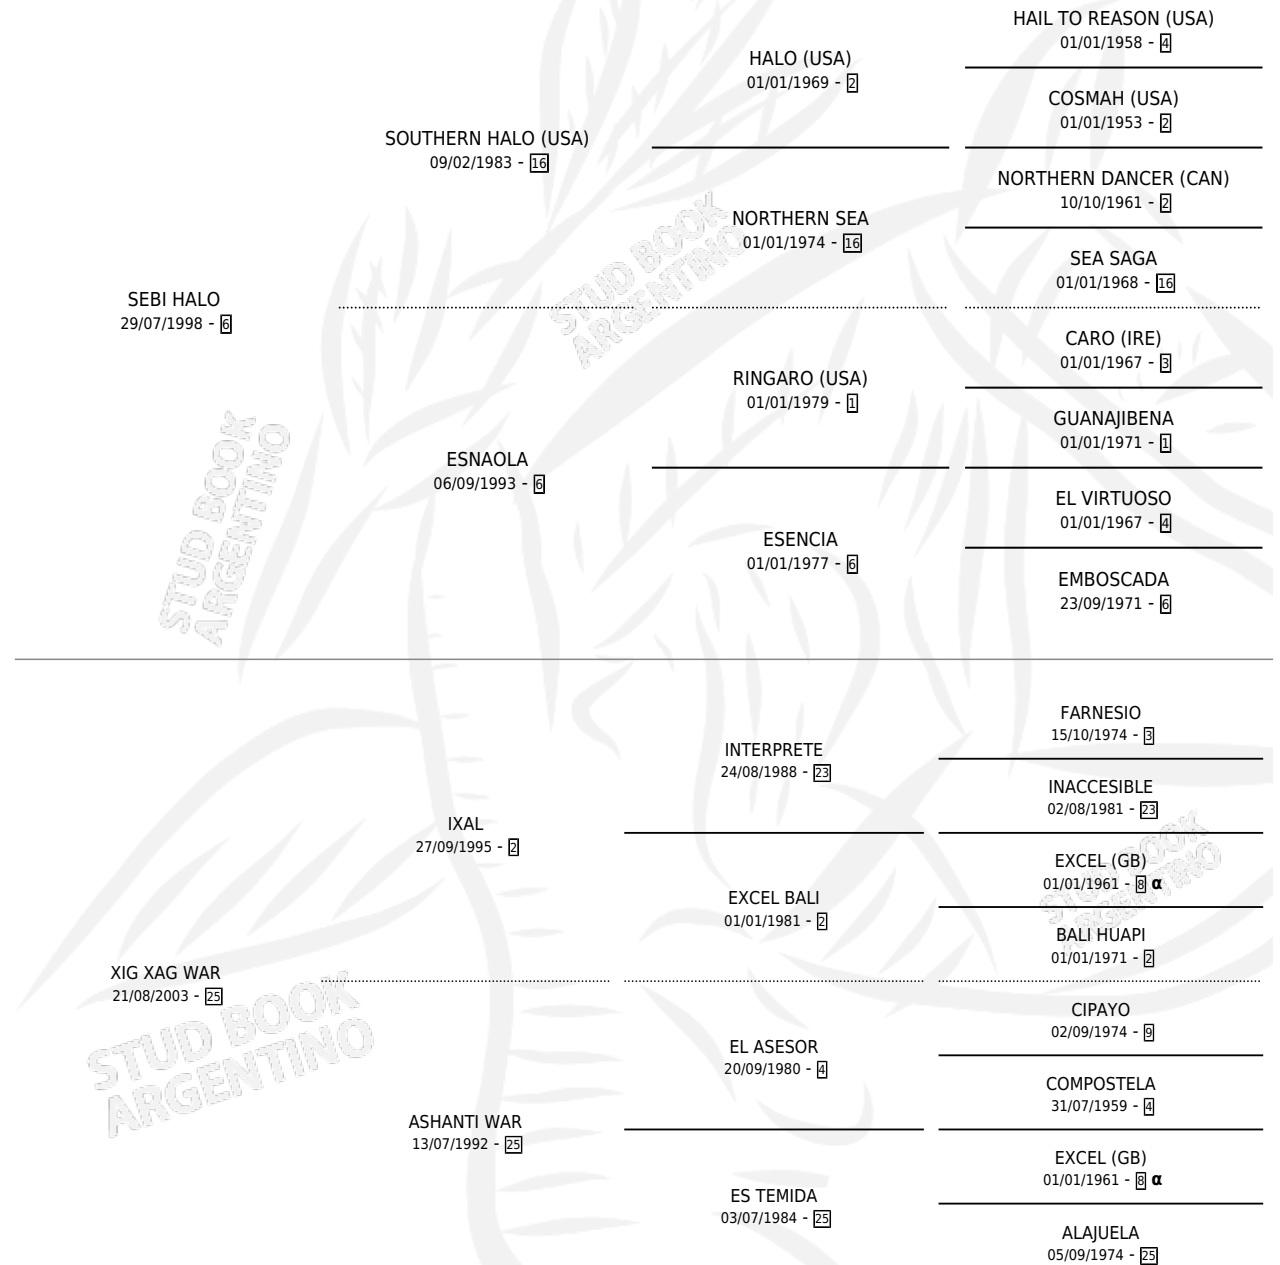 HAIL TO REASON (USA)
01/01/1958 - 4
HALO (USA)
01/01/1969 - 2
COSMAH (USA)
01/01/1953 - 2
SOUTHERN HALO (USA)
09/02/1983 - 16
NORTHERN DANCER (CAN)
10/10/1961 - 2
NORTHERN SEA
01/01/1974 - 16
SEA SAGA
01/01/1968 - 16
SEBI HALO
29/07/1998 - 6
CARO (IRE)
01/01/1967 - 3
RINGARO (USA)
01/01/1979 - 1
GUANAJIBENA
01/01/1971 - 1
ESNAOLA
06/09/1993 - 6
EL VIRTUOSO
01/01/1967 - 4
ESENCIA
01/01/1977 - 6
EMBOSCADA
23/09/1971 - 6
FARNESIO
15/10/1974 - 3
INTERPRETE
24/08/1988 - 23
INACCESIBLE
02/08/1981 - 23
IXAL
27/09/1995 - 2
EXCEL (GB)
01/01/1961 - 8 α
EXCEL BALI
01/01/1981 - 2
BALI HUAPI
01/01/1971 - 2
XIG XAG WAR
21/08/2003 - 25
CIPAYO
02/09/1974 - 9
EL ASESOR
20/09/1980 - 4
COMPOSTELA
31/07/1959 - 4
ASHANTI WAR
13/07/1992 - 25
EXCEL (GB)
01/01/1961 - 8 α
ES TEMIDA
03/07/1984 - 25
ALAJUELA
05/09/1974 - 25
STUD BOOK
ARGENTINO
STUD BOOK
ARGENTINO
STUD BOOK
ARGENTINO
STUD BOOK
ARGENTINO